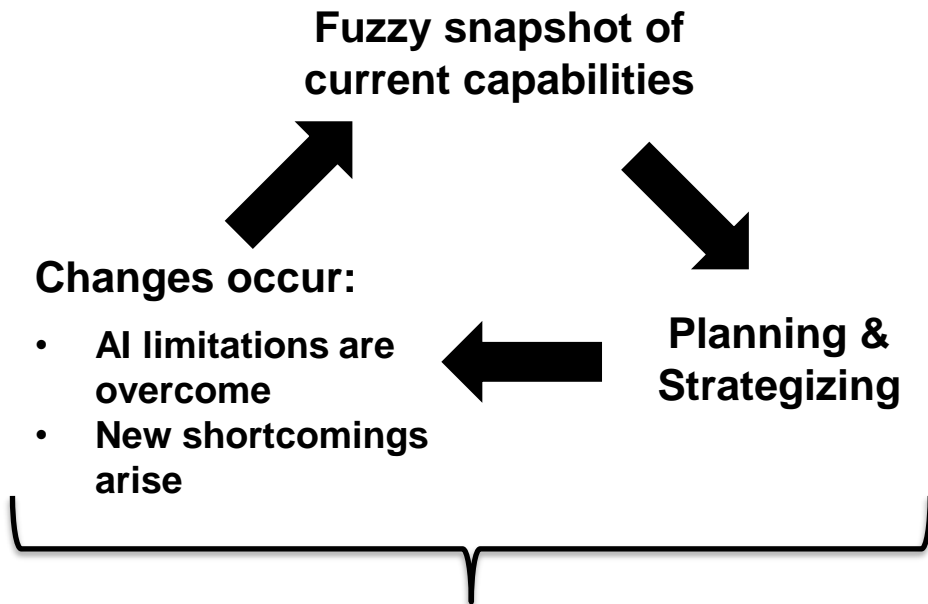 Fuzzy snapshot of
current capabilities
Changes occur:
• AI limitations are
overcome
• New shortcomings
arise
Planning &
Strategizing